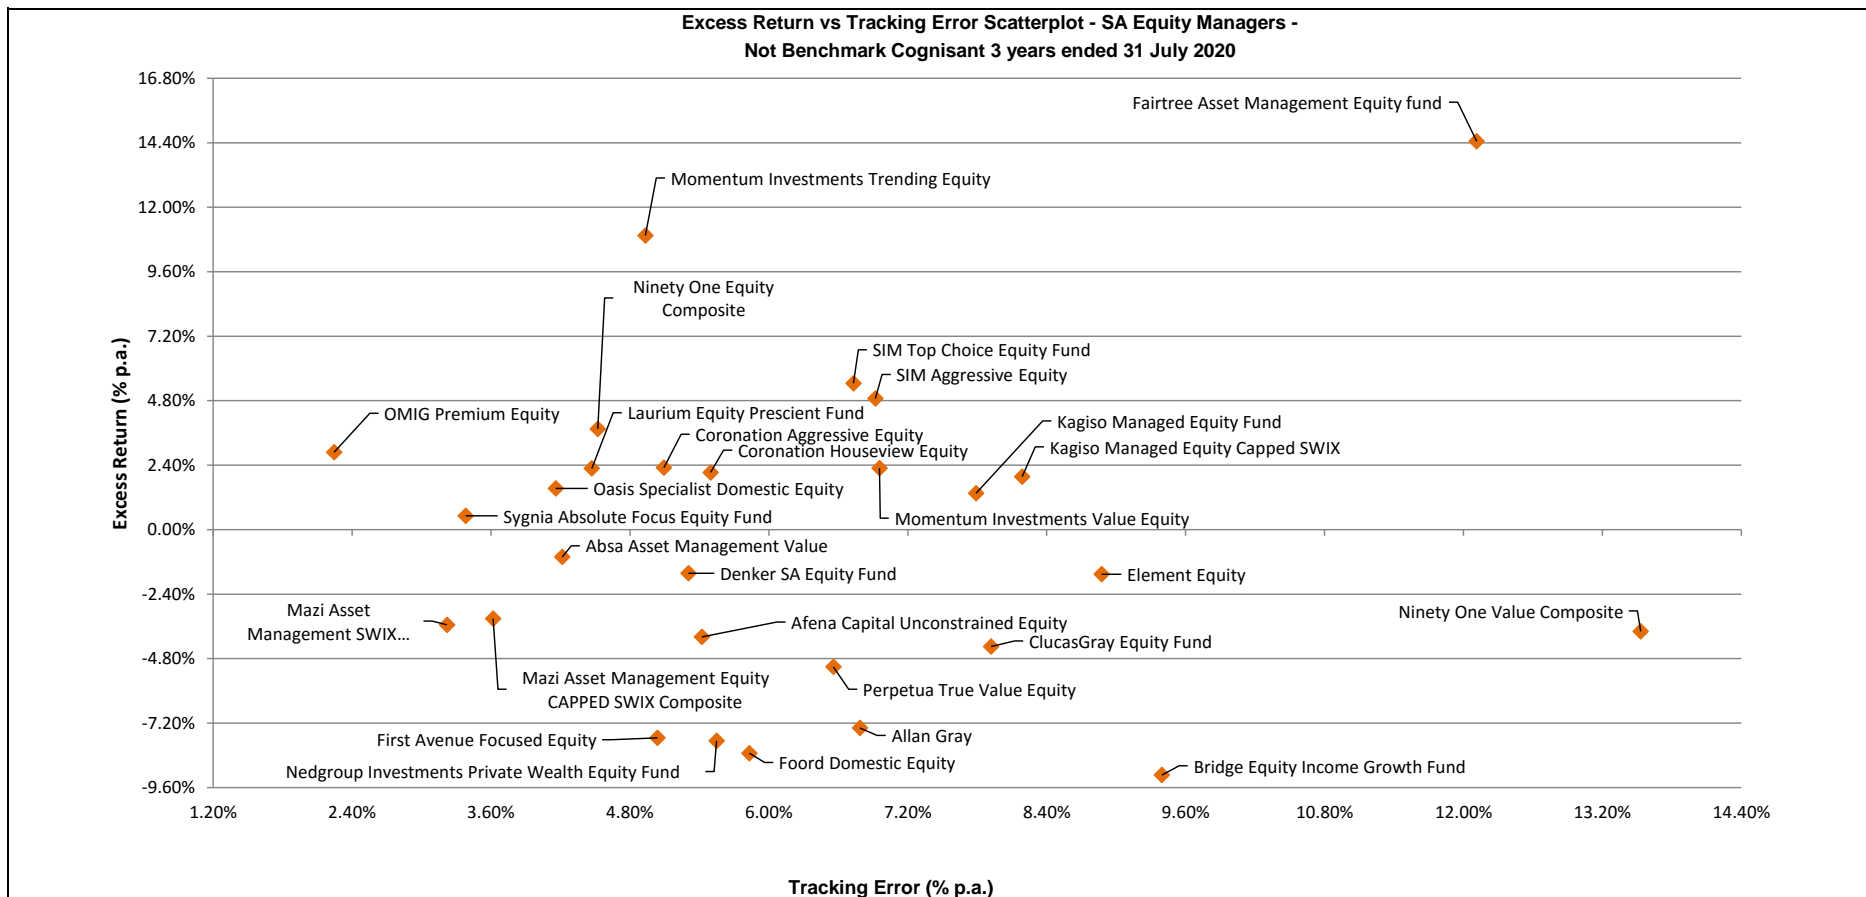 Excess Return vs Tracking Error Scatterplot - SA Equity Managers -
Not Benchmark Cognisant 3 years ended 31 July 2020
Excess Return (% p.a.)
16.80%
14.40%
12.00%
9.60%
7.20%
4.80%
2.40%
0.00%
-2.40%
-4.80%
-7.20%
-9.60%
Fairtree Asset Management Equity fund
Momentum Investments Trending Equity
Ninety One Equity
Composite
SIM Top Choice Equity Fund
SIM Aggressive Equity
OMIG Premium Equity
Laurium Equity Prescient Fund
Kagiso Managed Equity Fund
Coronation Aggressive Equity
Kagiso Managed Equity Capped SWIX
Coronation Houseview Equity
Oasis Specialist Domestic Equity
Sygnia Absolute Focus Equity Fund
Momentum Investments Value Equity
Absa Asset Management Value
Denker SA Equity Fund
Element Equity
Mazi Asset
Management SWIX...
Ninety One Value Composite
Afena Capital Unconstrained Equity
ClucasGray Equity Fund
Mazi Asset Management Equity
CAPPED SWIX Composite
Perpetua True Value Equity
First Avenue Focused Equity
Allan Gray
Nedgroup Investments Private Wealth Equity Fund
Foord Domestic Equity
Bridge Equity Income Growth Fund
1.20%
2.40%
3.60%
4.80%
6.00%
7.20%
8.40%
9.60%
10.80%
12.00%
13.20%
14.40%
Tracking Error (% p.a.)